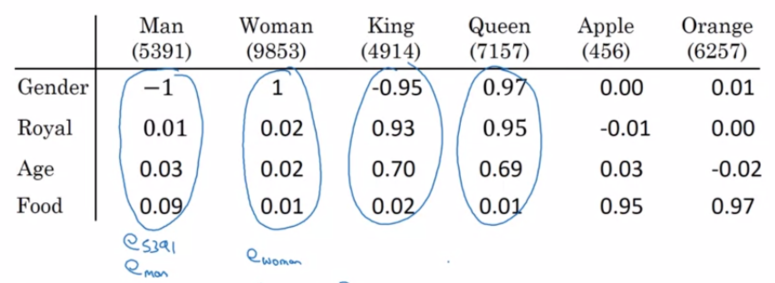 Man Woman King Queen Apple Orange
(5391) (9853) (4914) (7157) (456) (6257)
Gender −1 1 -0.95 0.97 0.00 0.01
Royal 0.01 0.02 0.93 0.95 -0.01 0.00
Age 0.03 0.02 0.70 0.69 0.03 -0.02
Food 0.09 0.01 0.02 0.01 0.95 0.97
e5391 ewoman
eman